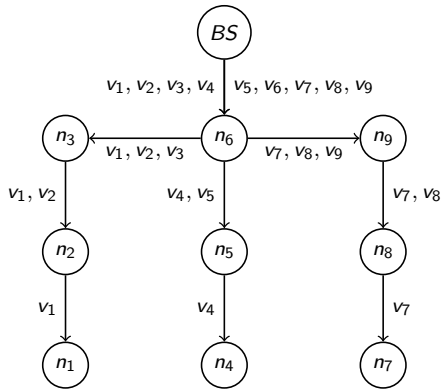 BS
v₁, v₂, v₃, v₄ v₅, v₆, v₇, v₈, v₉
n₃ n₆ n₉
v₁, v₂, v₃ v₇, v₈, v₉
v₁, v₂ v₄, v₅ v₇, v₈
n₂ n₅ n₈
v₁ v₄ v₇
n₁ n₄ n₇